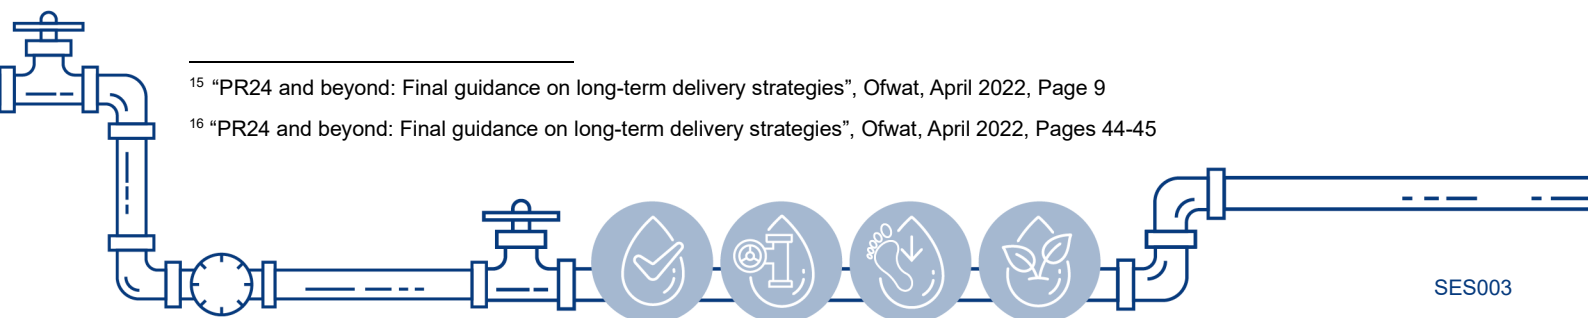 15 “PR24 and beyond: Final guidance on long-term delivery strategies”, Ofwat, April 2022, Page 9
16 “PR24 and beyond: Final guidance on long-term delivery strategies”, Ofwat, April 2022, Pages 44-45
SES003